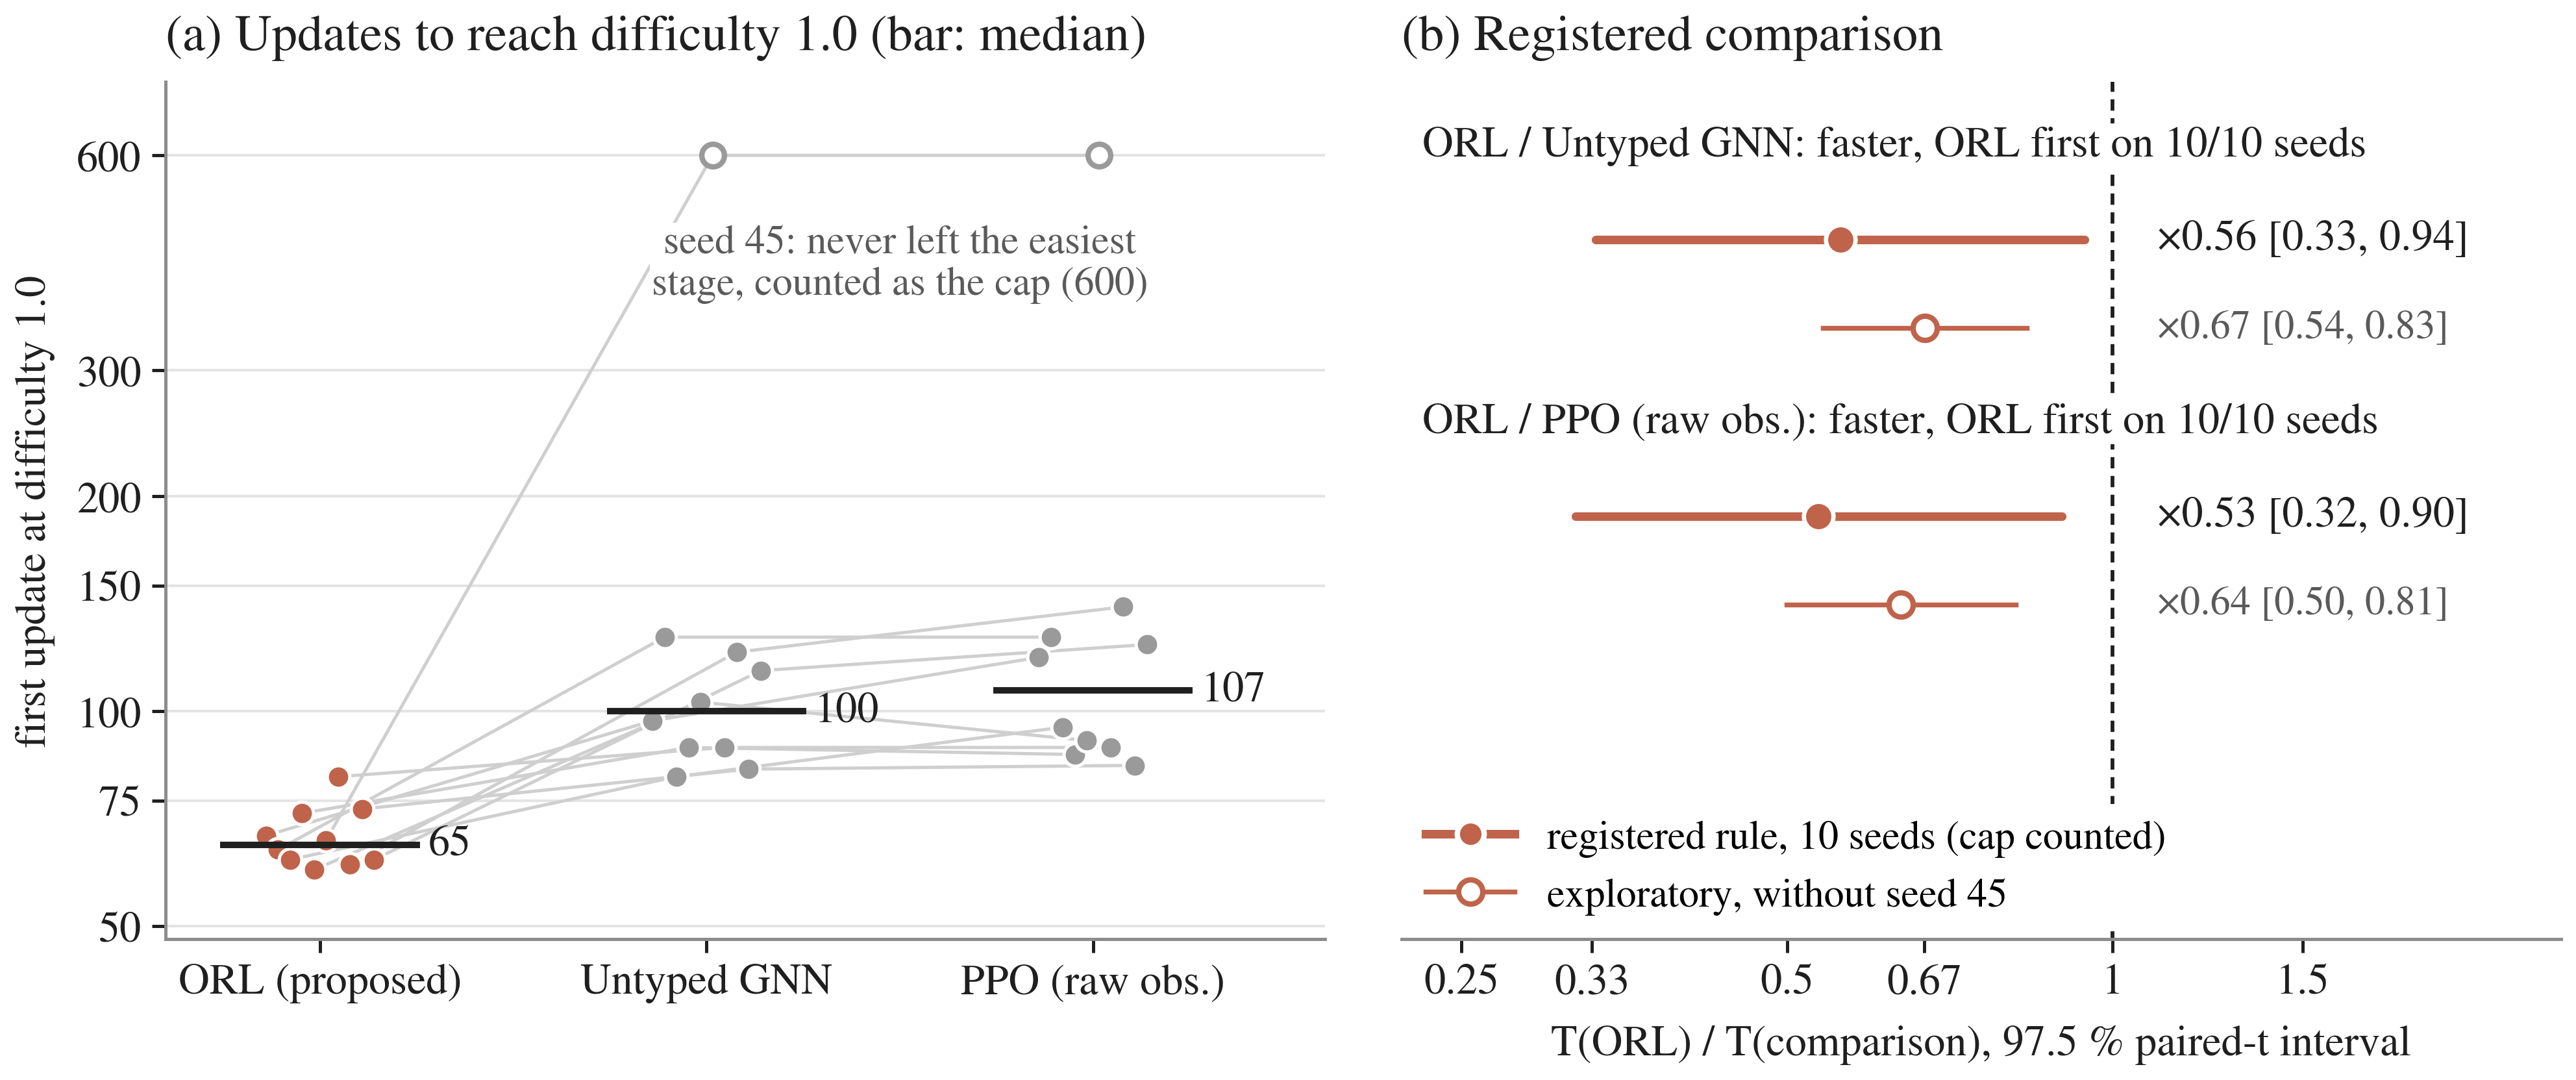 (a) Updates to reach difficulty 1.0 (bar: median)
first update at difficulty 1.0
600
300
200
150
100
75
50
seed 45: never left the easiest
stage, counted as the cap (600)
65
100
107
ORL (proposed)
Untyped GNN
PPO (raw obs.)
(b) Registered comparison
ORL / Untyped GNN: faster, ORL first on 10/10 seeds
×0.56 [0.33, 0.94]
×0.67 [0.54, 0.83]
ORL / PPO (raw obs.): faster, ORL first on 10/10 seeds
×0.53 [0.32, 0.90]
×0.64 [0.50, 0.81]
registered rule, 10 seeds (cap counted)
exploratory, without seed 45
0.25
0.33
0.5
0.67
1
1.5
T(ORL) / T(comparison), 97.5 % paired-t interval